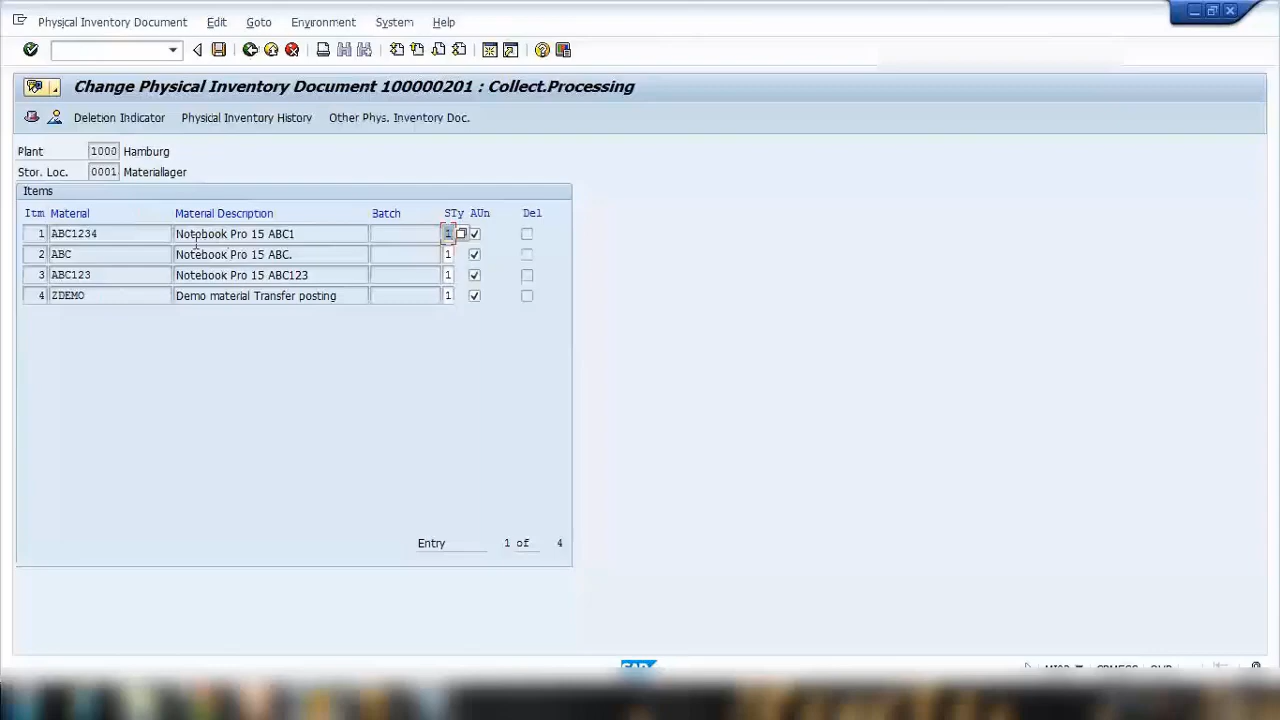 Physical Inventory Document Edit Goto Environment System Help
Change Physical Inventory Document 100000201 : Collect.Processing
Deletion Indicator Physical Inventory History Other Phys. Inventory Doc.
Plant 1000 Hamburg
Stor. Loc. 0001 Materiallager
Items
Itm Material Material Description Batch STy AUn Del
1 ABC1234 Notebook Pro 15 ABC1 1
2 ABC Notebook Pro 15 ABC. 1
3 ABC123 Notebook Pro 15 ABC123 1
4 ZDEMO Demo material Transfer posting 1
Entry 1 of 4
SAP